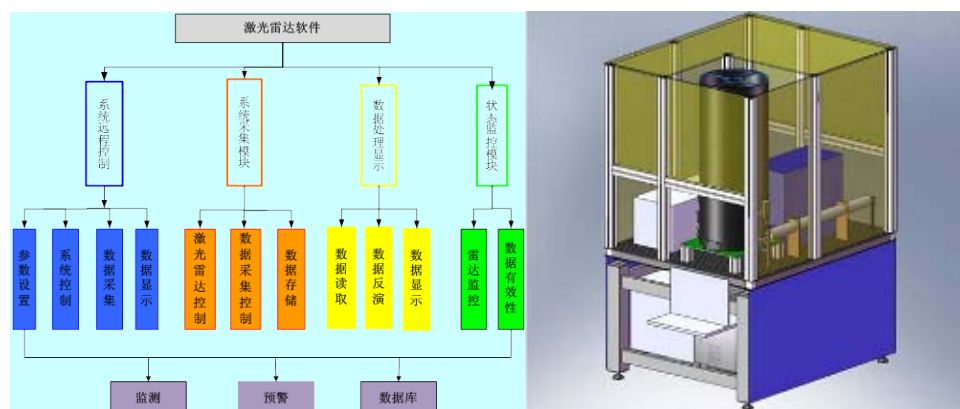 激光雷达软件
系统远程控制
系统采集模块
数据处理显示
状态监控模块
参数设置
系统控制
数据采集
数据显示
激光雷达控制
数据采集控制
数据存储
数据读取
数据反演
数据显示
雷达监控
数据有效性
监测
预警
数据库